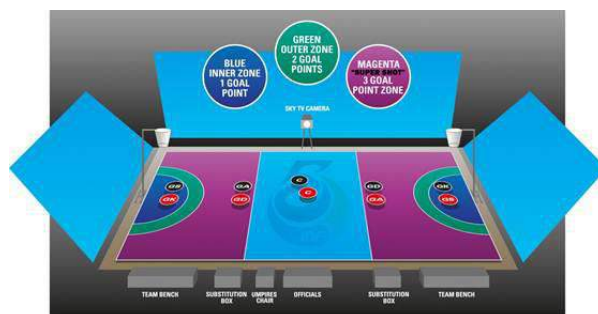 BLUE
INNER ZONE
1 GOAL
POINT
GREEN
OUTER ZONE
2 GOAL
POINTS
MAGENTA
"SUPER SHOT"
3 GOAL
POINT ZONE
SKY TV CAMERA
GS
GK
GA
GD
C
C
GD
GA
GK
GS
TEAM BENCH
SUBSTITUTION
BOX
UMPIRES
CHAIR
OFFICIALS
SUBSTITUTION
BOX
TEAM BENCH